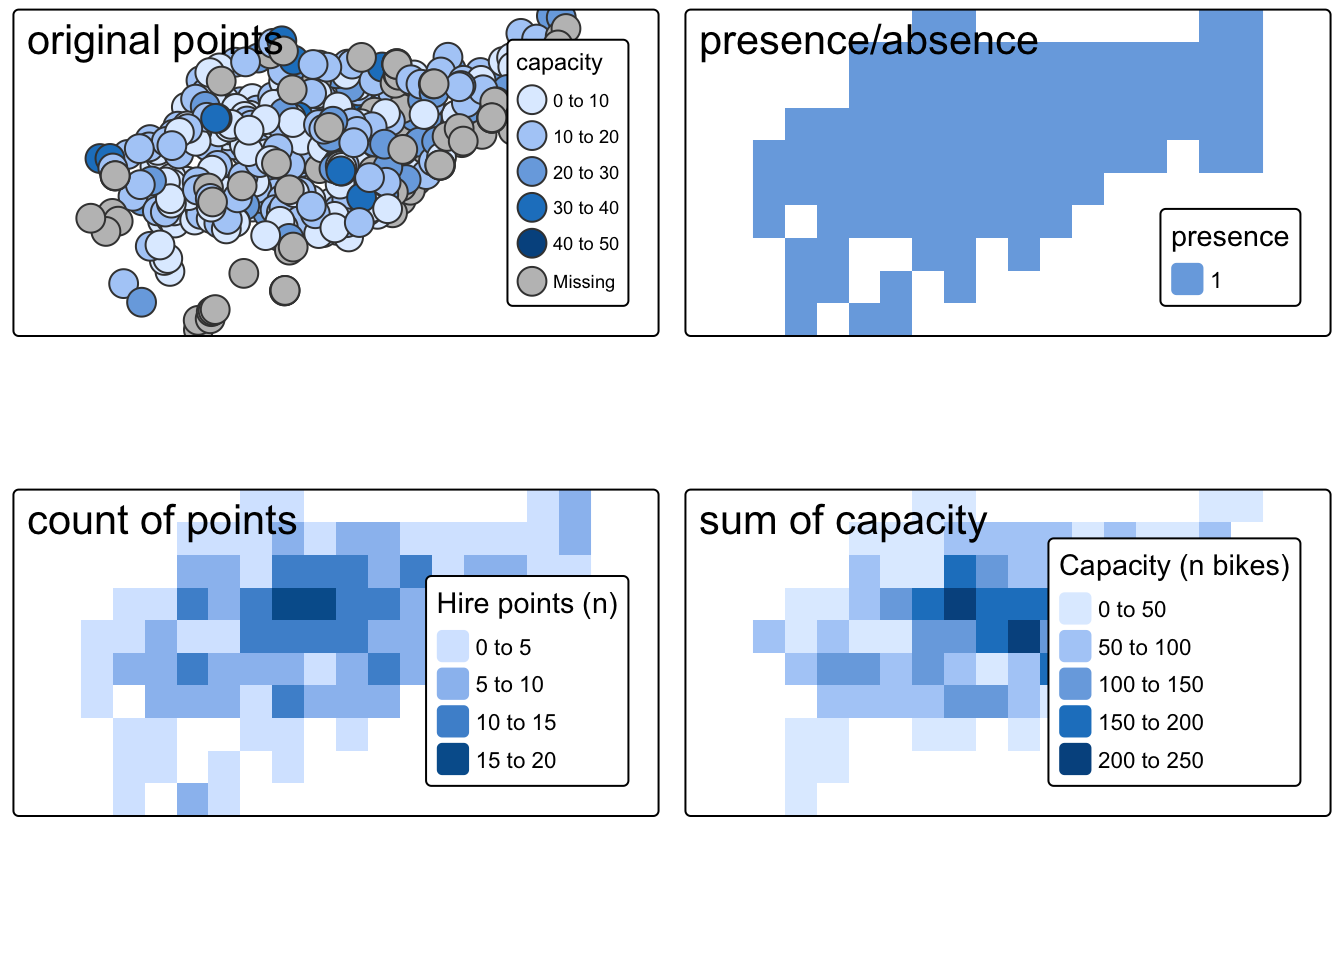 original points
capacity
0 to 10
10 to 20
20 to 30
30 to 40
40 to 50
Missing
presence/absence
presence
1
count of points
Hire points (n)
0 to 5
5 to 10
10 to 15
15 to 20
sum of capacity
Capacity (n bikes)
0 to 50
50 to 100
100 to 150
150 to 200
200 to 250